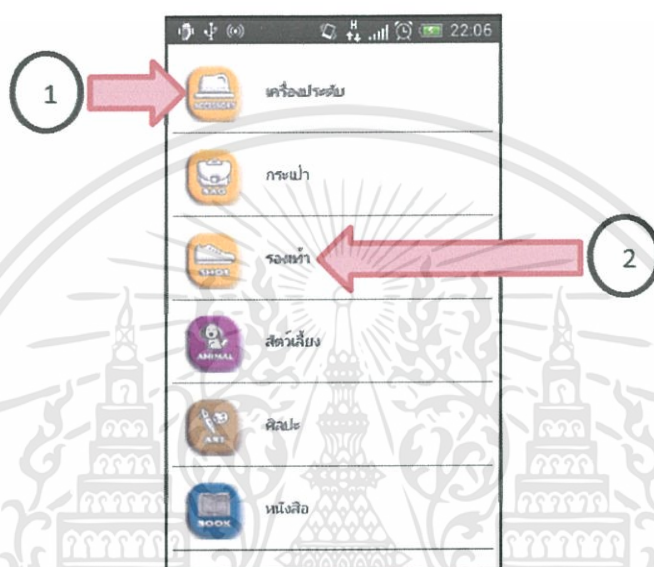 22:06
1
ACCESSORY
เครื่องประดับ
BAG
กระเป๋า
SHOE
รองเท้า
2
ANIMAL
สัตว์เลี้ยง
ART
ศิลปะ
BOOK
หนังสือ